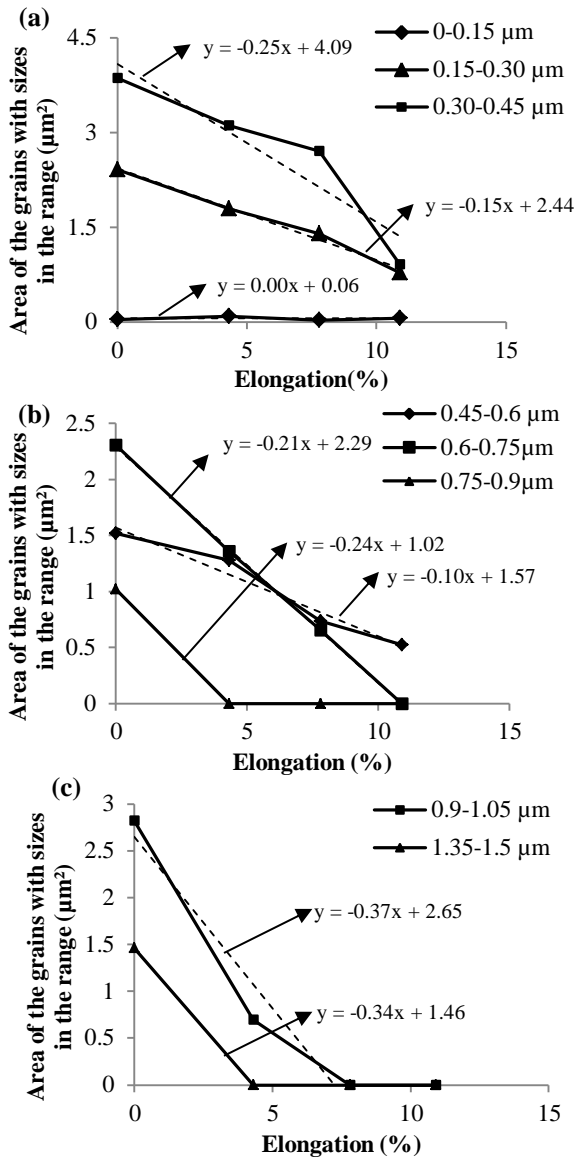 (a)
Area of the grains with sizes
in the range (µm²)
4.5
3
1.5
0
y = -0.25x + 4.09
0-0.15 µm
0.15-0.30 µm
0.30-0.45 µm
y = -0.15x + 2.44
y = 0.00x + 0.06
0
5
10
15
Elongation(%)
(b)
Area of the grains with sizes
in the range (µm²)
2.5
2
1.5
1
0.5
0
0.45-0.6 µm
0.6-0.75µm
0.75-0.9µm
y = -0.21x + 2.29
y = -0.24x + 1.02
y = -0.10x + 1.57
0
5
10
15
Elongation (%)
(c)
Area of the grains with sizes
in the range (µm²)
3
2.5
2
1.5
1
0.5
0
0.9-1.05 µm
1.35-1.5 µm
y = -0.37x + 2.65
y = -0.34x + 1.46
0
5
10
15
Elongation (%)